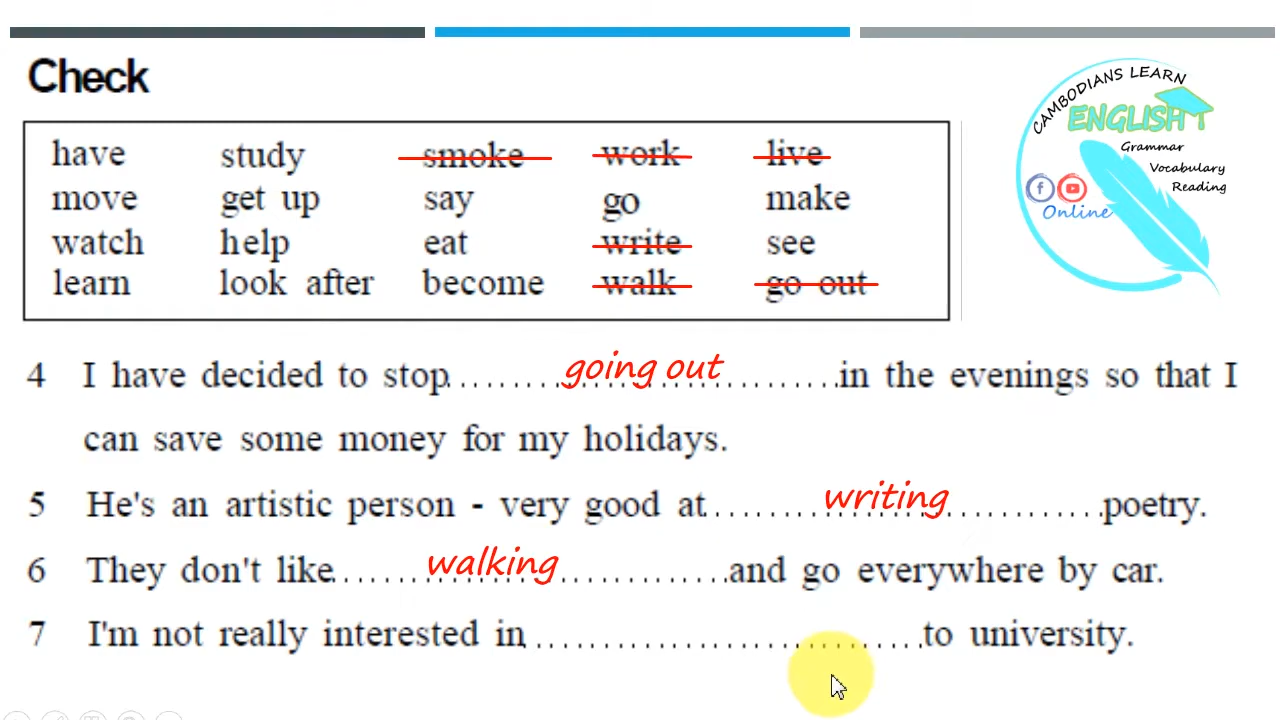 Check
CAMBODIANS LEARN
ENGLISH
Grammar
Vocabulary
Reading
Online
have study smoke work live
move get up say go make
watch help eat write see
learn look after become walk go out
4 I have decided to stop.......going out.......in the evenings so that I
can save some money for my holidays.
5 He's an artistic person - very good at.......writing.......poetry.
6 They don't like.......walking.......and go everywhere by car.
7 I'm not really interested in..............................to university.